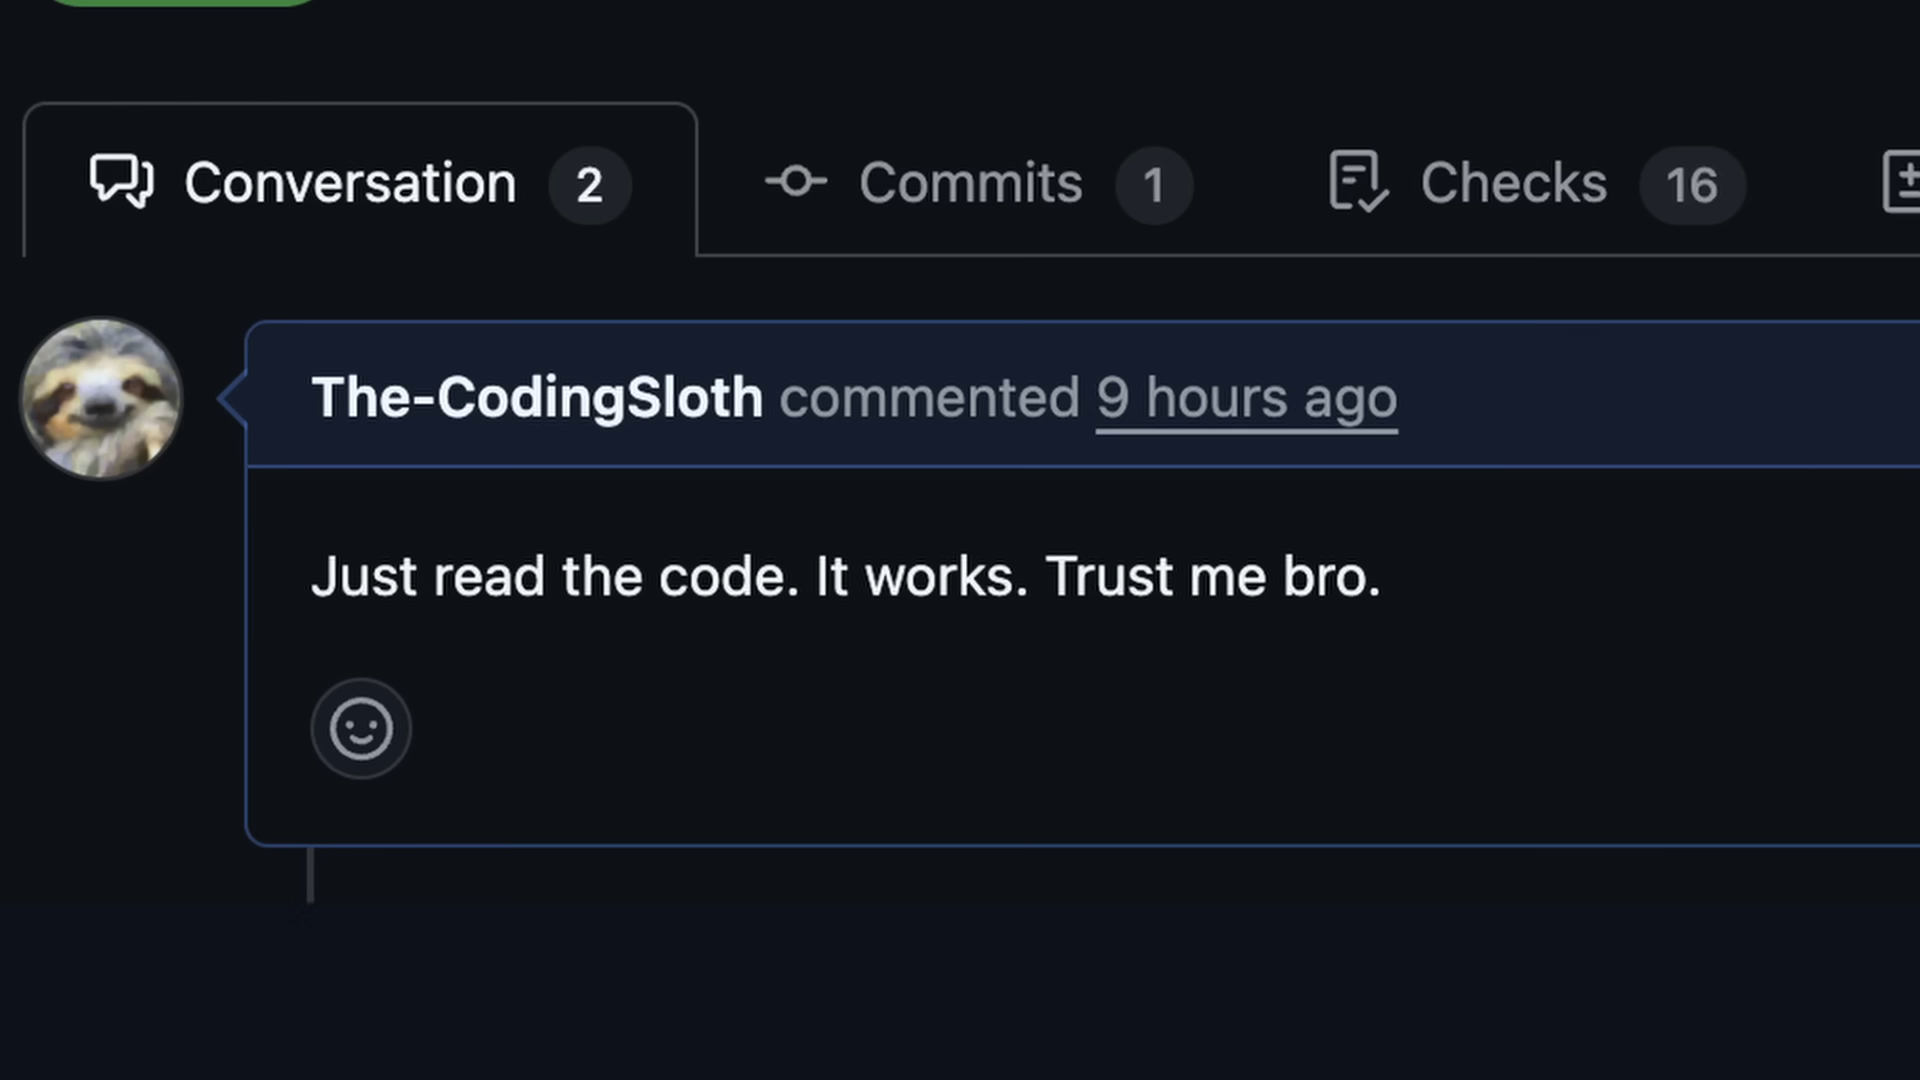 Conversation 2 Commits 1 Checks 16
The-CodingSloth commented 9 hours ago
Just read the code. It works. Trust me bro.